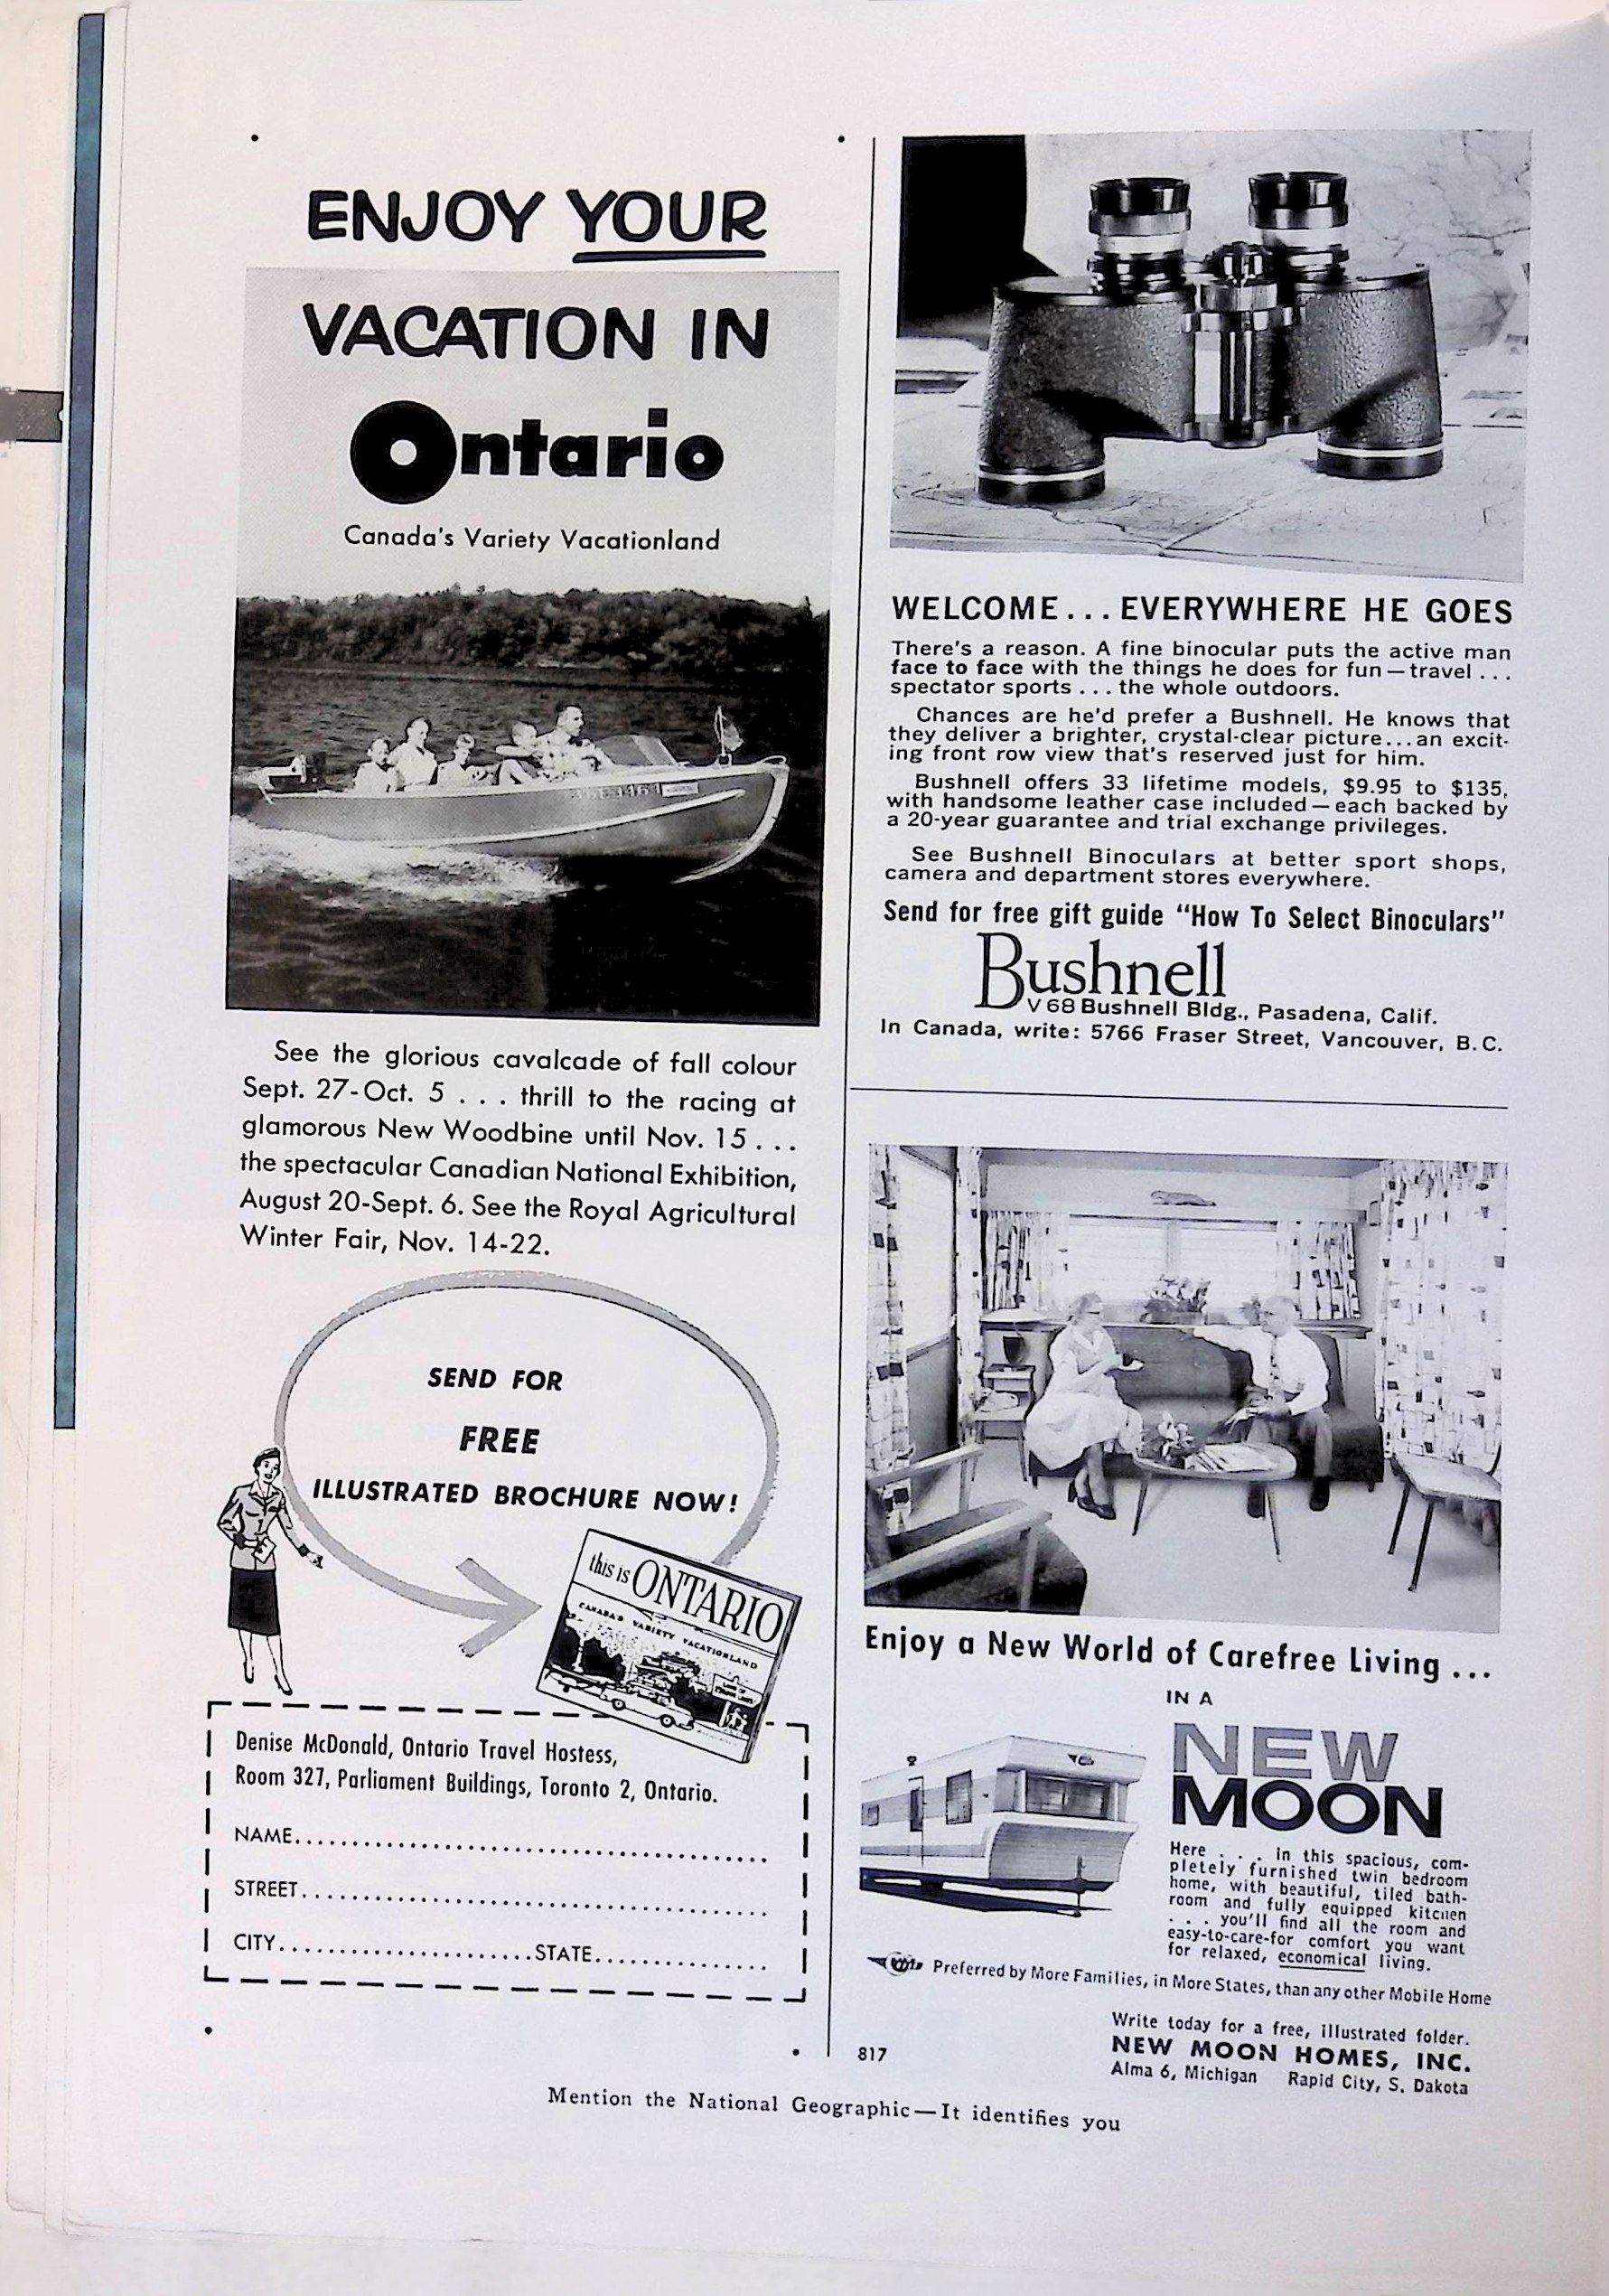 ENJOY YOUR
VACATION IN
Ontario
Canada's Variety Vacationland
See the glorious cavalcade of fall colour
Sept. 27-Oct. 5 . . . thrill to the racing at
glamorous New Woodbine until Nov. 15 . . .
the spectacular Canadian National Exhibition,
August 20-Sept. 6. See the Royal Agricultural
Winter Fair, Nov. 14-22.
SEND FOR
FREE
ILLUSTRATED BROCHURE NOW!
this is ONTARIO
CANADA'S VARIETY VACATIONLAND
Denise McDonald, Ontario Travel Hostess,
Room 327, Parliament Buildings, Toronto 2, Ontario.
NAME............................................
STREET...........................................
CITY........................STATE................
WELCOME...EVERYWHERE HE GOES
There's a reason. A fine binocular puts the active man
face to face with the things he does for fun—travel . . .
spectator sports . . . the whole outdoors.
Chances are he'd prefer a Bushnell. He knows that
they deliver a brighter, crystal-clear picture...an excit-
ing front row view that's reserved just for him.
Bushnell offers 33 lifetime models, $9.95 to $135,
with handsome leather case included—each backed by
a 20-year guarantee and trial exchange privileges.
See Bushnell Binoculars at better sport shops,
camera and department stores everywhere.
Send for free gift guide "How To Select Binoculars"
Bushnell
V 68 Bushnell Bldg., Pasadena, Calif.
In Canada, write: 5766 Fraser Street, Vancouver, B.C.
Enjoy a New World of Carefree Living ...
IN A
NEW
MOON
Here . . . in this spacious, com-
pletely furnished twin bedroom
home, with beautiful, tiled bath-
room and fully equipped kitchen
. . . you'll find all the room and
easy-to-care-for comfort you want
for relaxed, economical living.
Preferred by More Families, in More States, than any other Mobile Home
Write today for a free, illustrated folder.
NEW MOON HOMES, INC.
Alma 6, Michigan Rapid City, S. Dakota
817
Mention the National Geographic—It identifies you